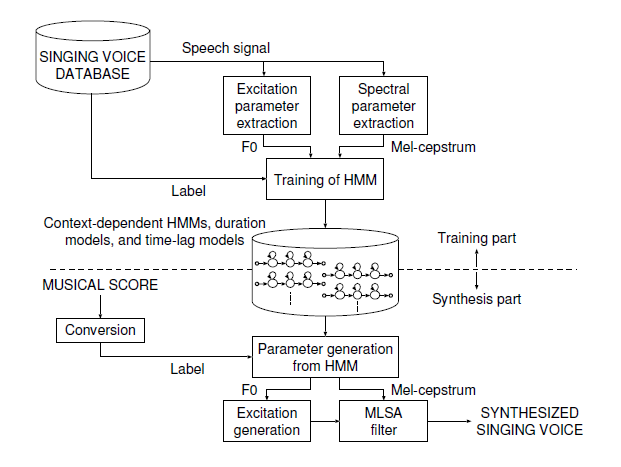 Speech signal
SINGING VOICE
DATABASE
Excitation
parameter
extraction
Spectral
parameter
extraction
F0
Mel-cepstrum
Training of HMM
Label
Context-dependent HMMs, duration
models, and time-lag models
Training part
MUSICAL SCORE
Synthesis part
Conversion
Parameter generation
from HMM
Label
F0
Mel-cepstrum
Excitation
generation
MLSA
filter
SYNTHESIZED
SINGING VOICE